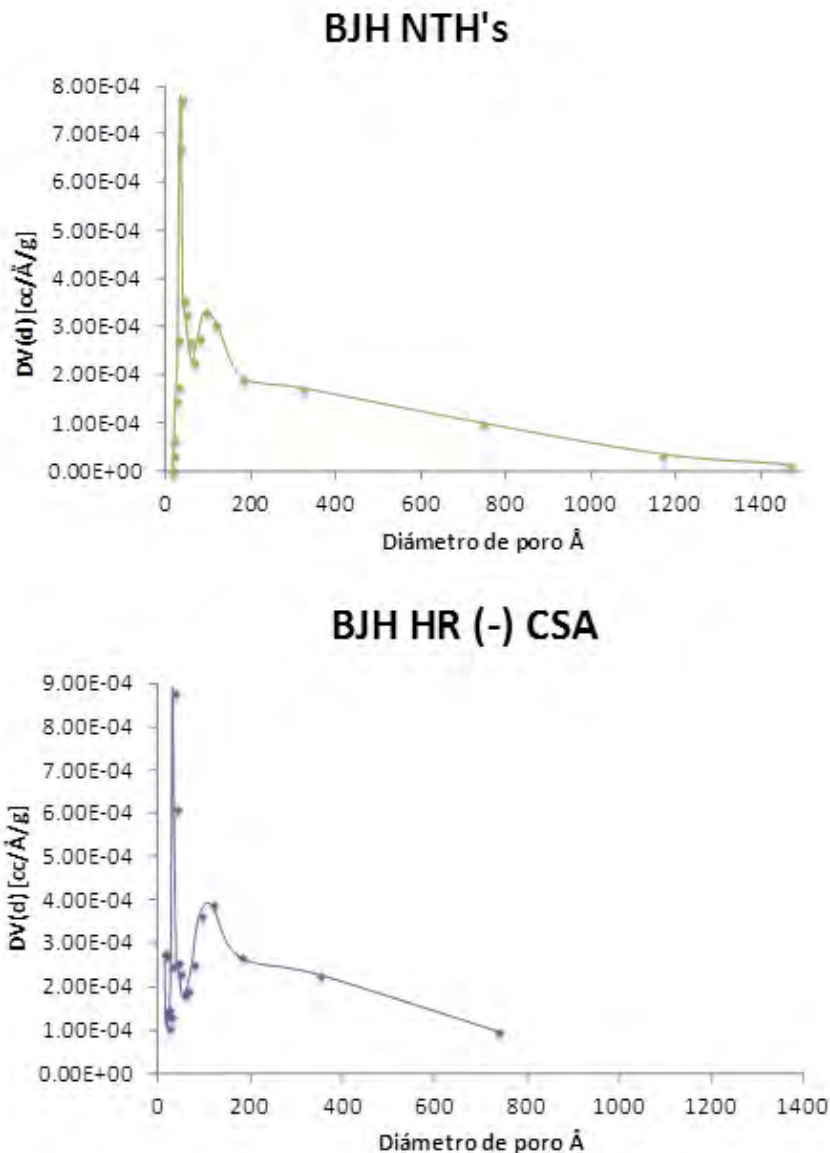 BJH NTH's
8.00E-04
7.00E-04
6.00E-04
5.00E-04
4.00E-04
3.00E-04
2.00E-04
1.00E-04
0.00E+00
DV(d) [cc/Å/g]
0 200 400 600 800 1000 1200 1400
Diámetro de poro Å
BJH HR (-) CSA
9.00E-04
8.00E-04
7.00E-04
6.00E-04
5.00E-04
4.00E-04
3.00E-04
2.00E-04
1.00E-04
0.00E+00
DV(d) [cc/Å/g]
0 200 400 600 800 1000 1200 1400
Diámetro de poro Å